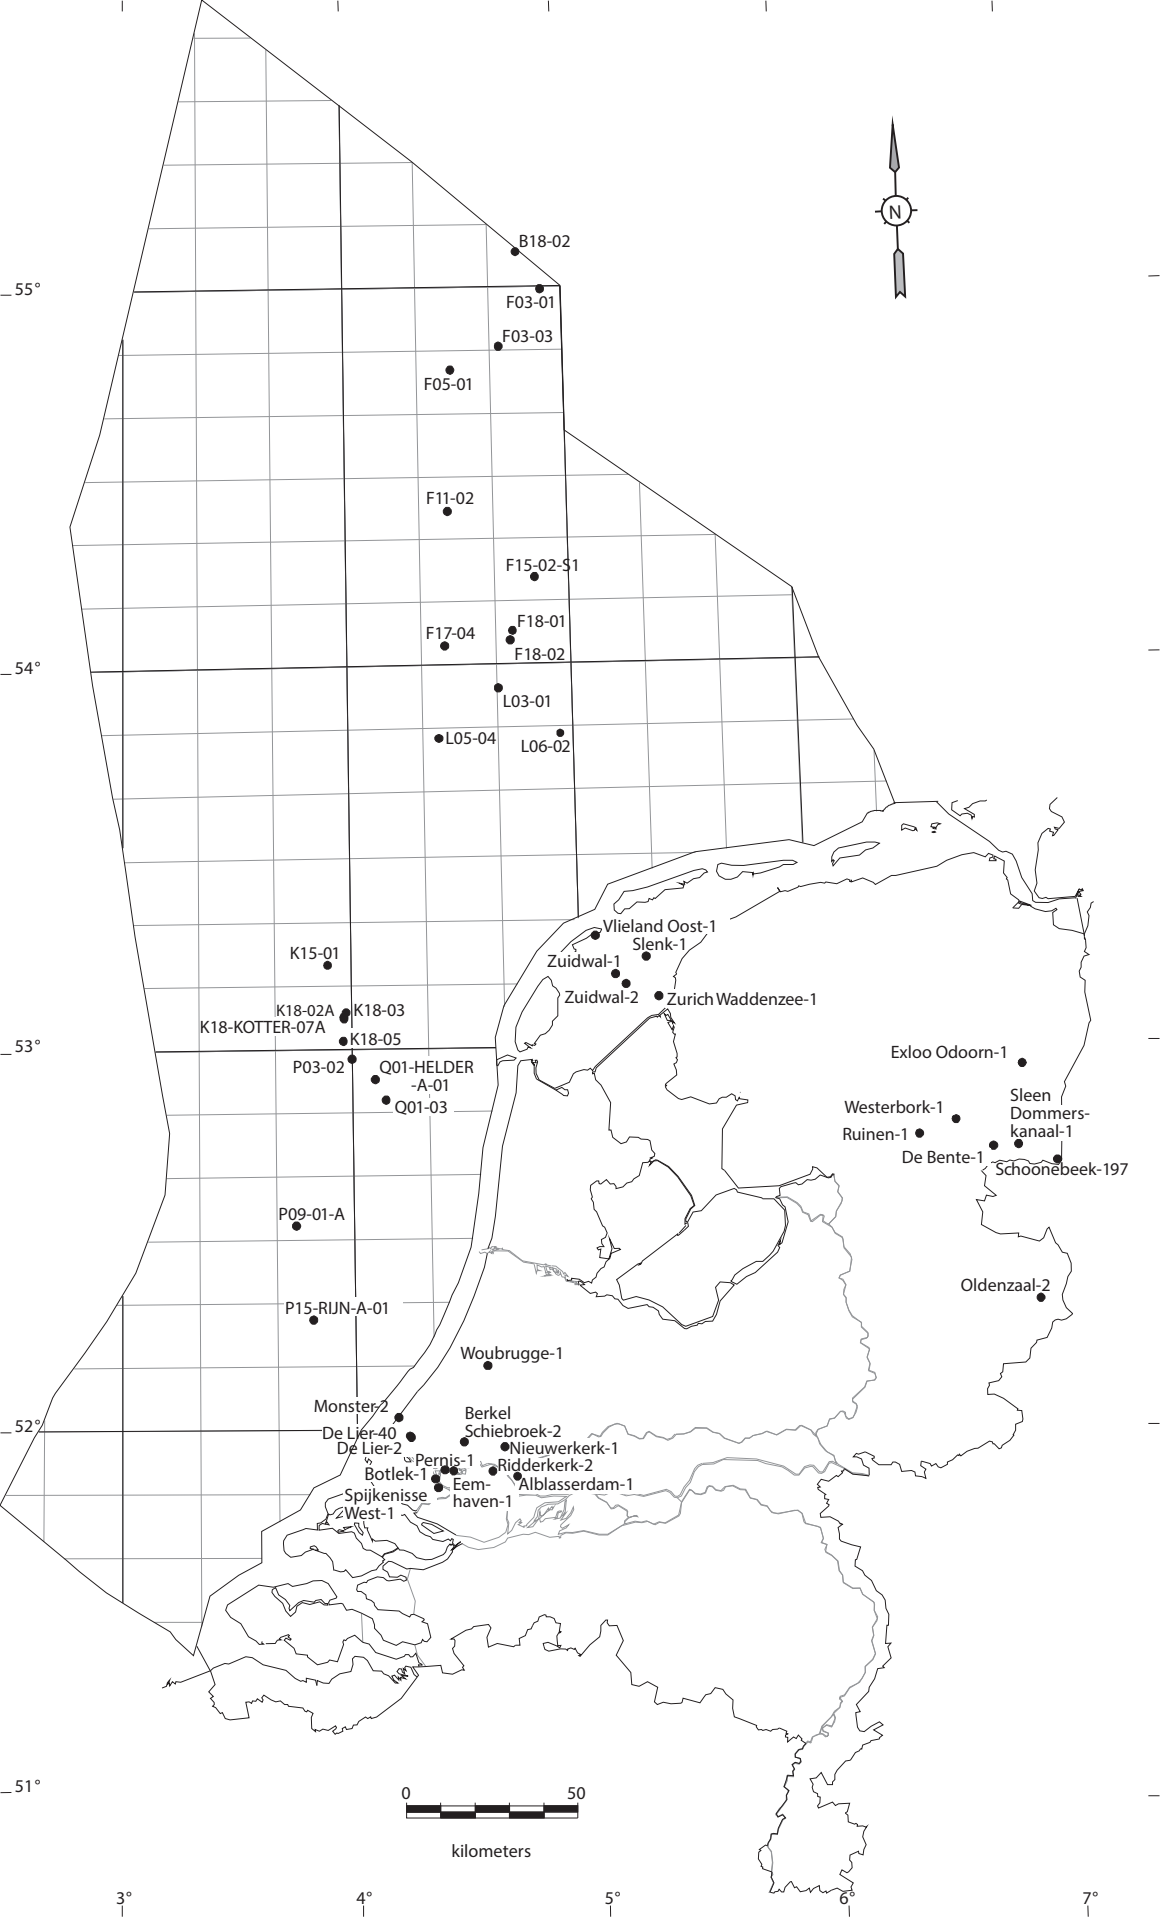 B18-02
N
55°
F03-01
F03-03
F05-01
F11-02
F15-02-S1
F18-01
F17-04
F18-02
54°
L03-01
L05-04
L06-02
Vlieland Oost-1
Slenk-1
K15-01
Zuidwal-1
Zuidwal-2
Zurich Waddenzee-1
K18-02A
K18-03
K18-KOTTER-07A
K18-05
53°
Exloo Odoorn-1
P03-02
Q01-HELDER
-A-01
Q01-03
Sleen
Dommers-
kanaal-1
Westerbork-1
Ruinen-1
De Bente-1
Schoonebeek-197
P09-01-A
Oldenzaal-2
P15-RIJN-A-01
Woubrugge-1
Monster-2
Berkel
Schiebroek-2
52°
De Lier-40
De Lier-2
Nieuwerkerk-1
Pernis-1
Ridderkerk-2
Botlek-1
Eem-
haven-1
Alblasserdam-1
Spijkenisse
West-1
51°
0 50
kilometers
3° 4° 5° 6° 7°